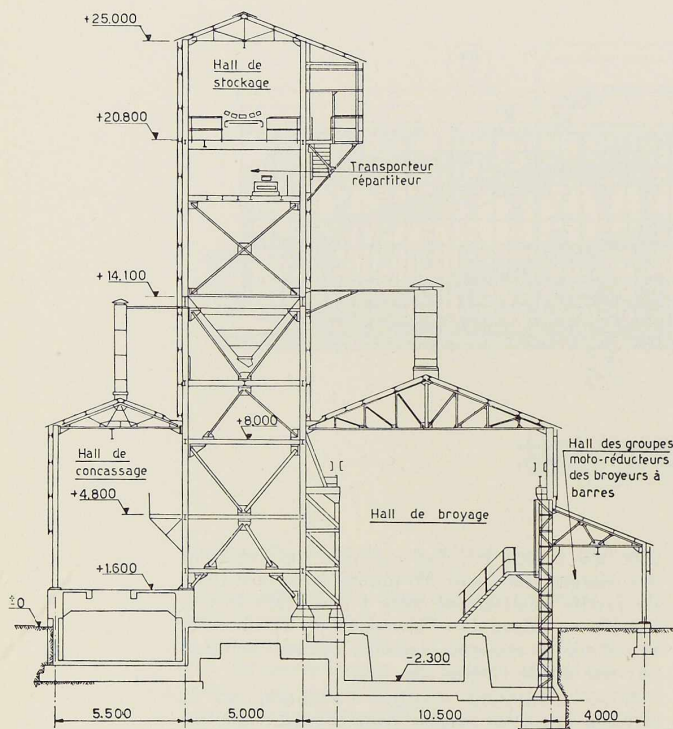 +25.000
Hall de
stockage
+20.800
Transporteur
répartiteur
+14.100
+8.000
Hall de
concassage
Hall des groupes
moto-réducteurs
des broyeurs à
barres
+4.800
Hall de broyage
+1.600
±0
-2.300
5.500
5.000
10.500
4.000